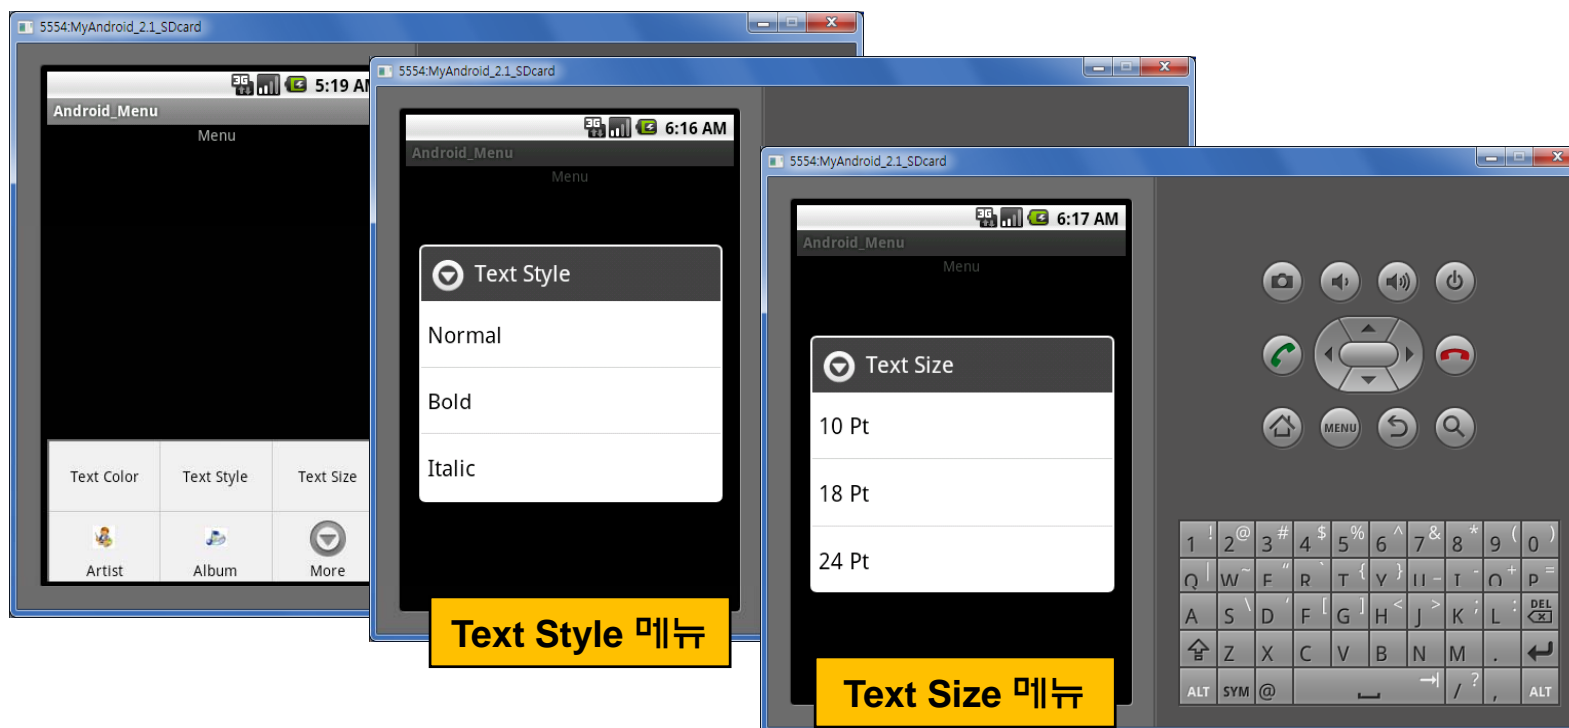 5554:MyAndroid_2.1_SDcard
3G 5:19 AM
Android_Menu
Menu
Text Color Text Style Text Size
Artist Album More
5554:MyAndroid_2.1_SDcard
3G 6:16 AM
Android_Menu
Menu
Text Style
Normal
Bold
Italic
Text Style 메뉴
5554:MyAndroid_2.1_SDcard
3G 6:17 AM
Android_Menu
Menu
Text Size
10 Pt
18 Pt
24 Pt
Text Size 메뉴
MENU
1 ! 2 @ 3 # 4 $ 5 % 6 ^ 7 & 8 * 9 ( 0 )
Q | W ~ E " R ` T { Y } U _ I - O + P =
A S \ D ' F [ G ] H < J > K ; L : DEL
Z X C V B N M .
ALT SYM @ / ? , ALT